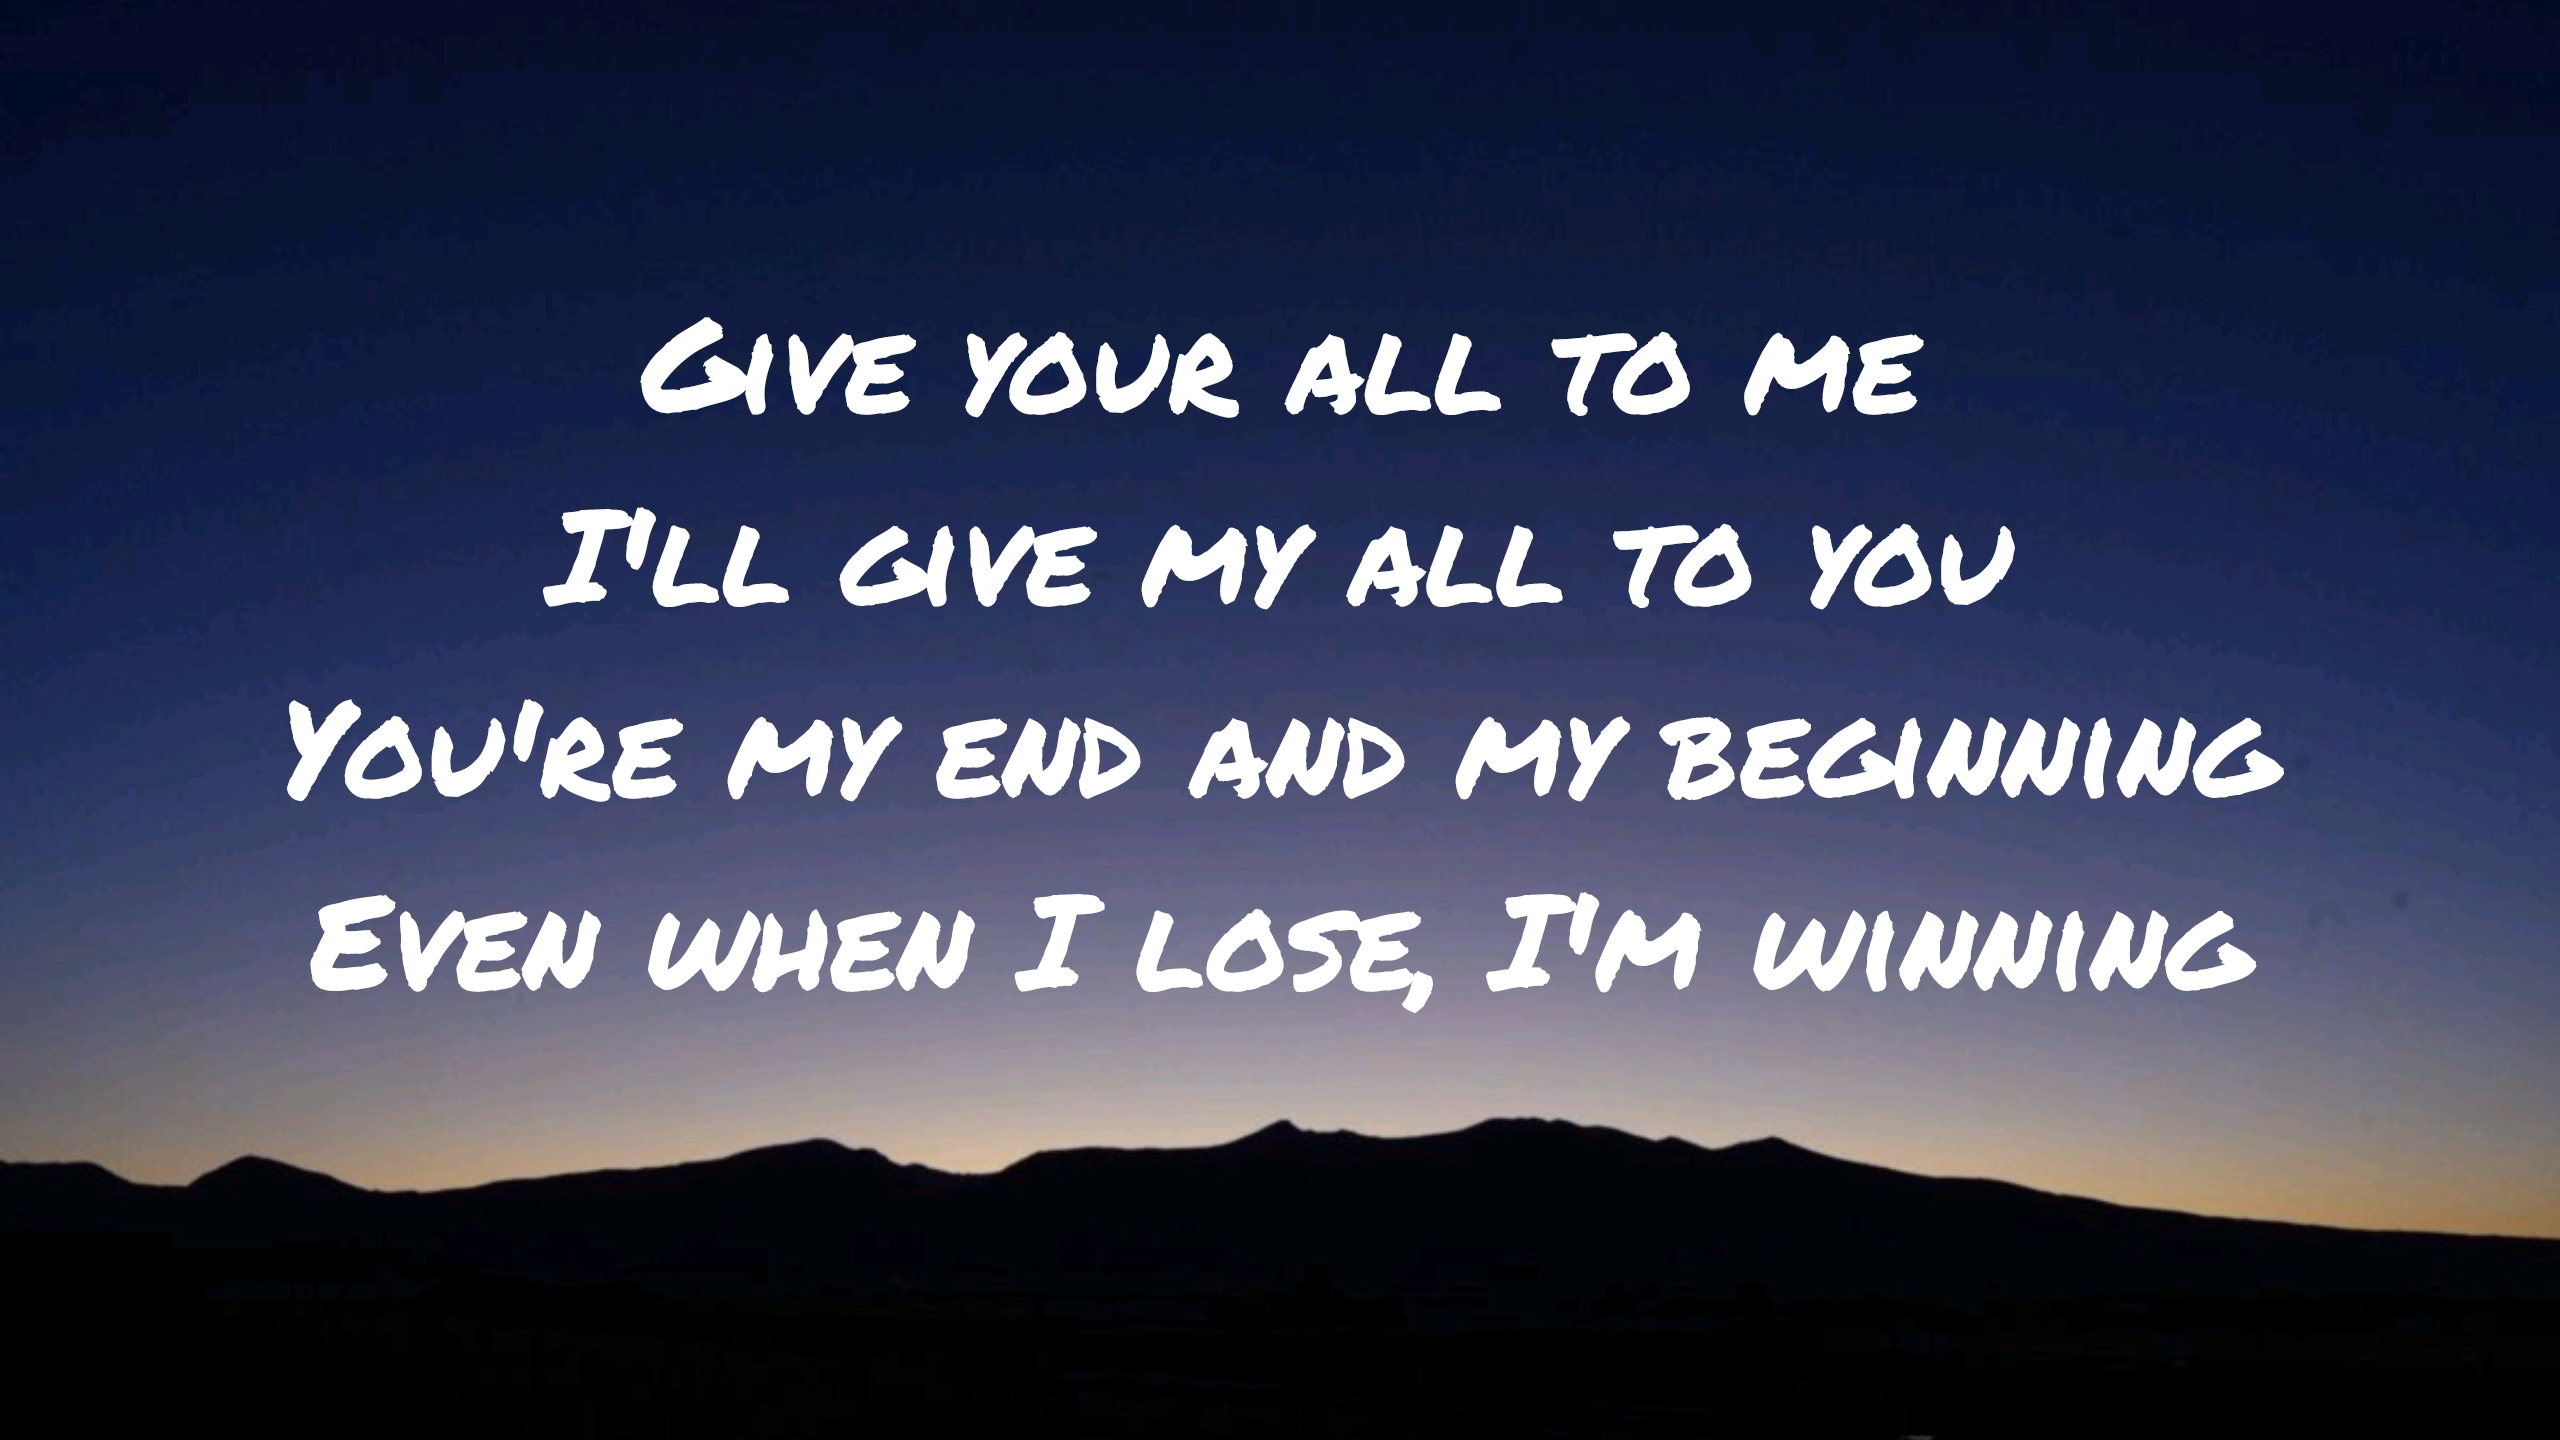 Give your all to me
I'll give my all to you
You're my end and my beginning
Even when I lose, I'm winning